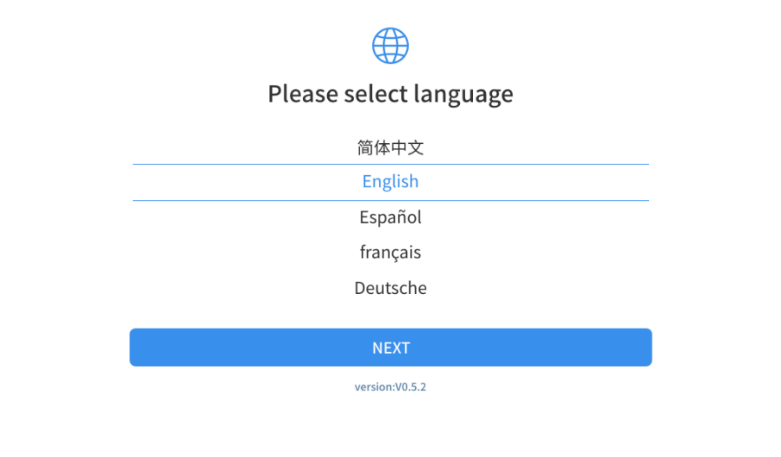 Please select language
简体中文
English
Español
français
Deutsche
NEXT
version:V0.5.2